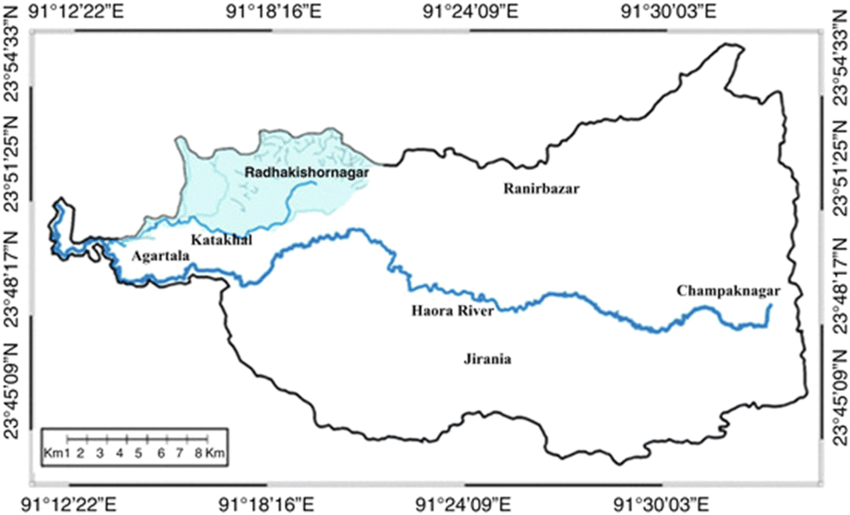 91°12’22”E 91°18’16”E 91°24’09”E 91°30’03”E
23°54’33”N
23°51’25”N
23°48’17”N
23°45’09”N
23°54’33”N
23°51’25”N
23°48’17”N
23°45’09”N
Radhakishornagar
Ranirbazar
Katakhal
Agartala
Champaknagar
Haora River
Jirania
Km 1 2 3 4 5 6 7 8 Km
91°12’22”E 91°18’16”E 91°24’09”E 91°30’03”E